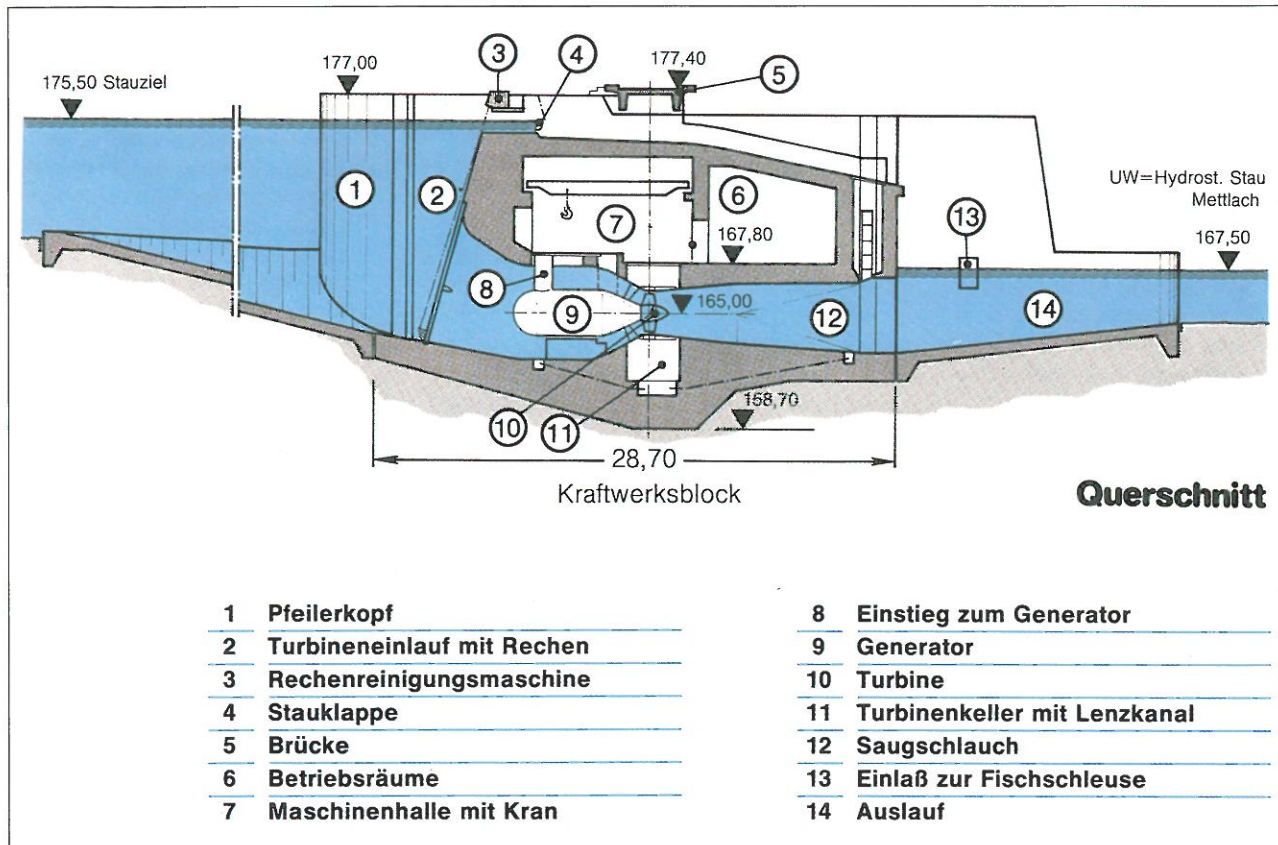 3
4
5
177,00
177,40
175,50 Stauziel
1
2
6
7
UW=Hydrost. Stau
Mettlach
13
167,80
167,50
8
9
165,00
12
14
158,70
10
11
28,70
Kraftwerksblock
Querschnitt
1 Pfeilerkopf
2 Turbineneinlauf mit Rechen
3 Rechenreinigungsmaschine
4 Stauklappe
5 Brücke
6 Betriebsräume
7 Maschinenhalle mit Kran
8 Einstieg zum Generator
9 Generator
10 Turbine
11 Turbinenkeller mit Lenzkanal
12 Saugschlauch
13 Einlaß zur Fischschleuse
14 Auslauf